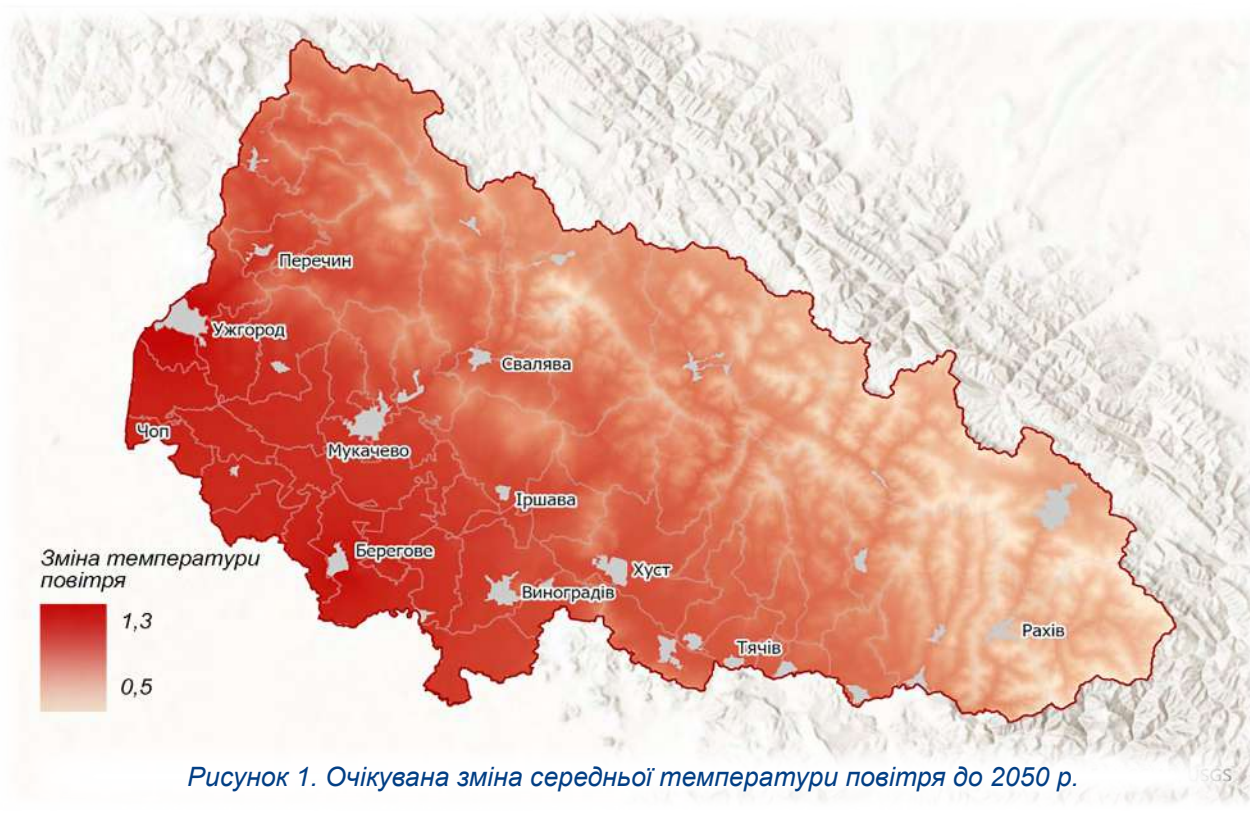 Перечин
Ужгород
Свалява
Чоп
Мукачево
Іршава
Берегове
Хуст
Виноградів
Рахів
Тячів
Зміна температури
повітря
1,3
0,5
Рисунок 1. Очікувана зміна середньої температури повітря до 2050 р.
USGS